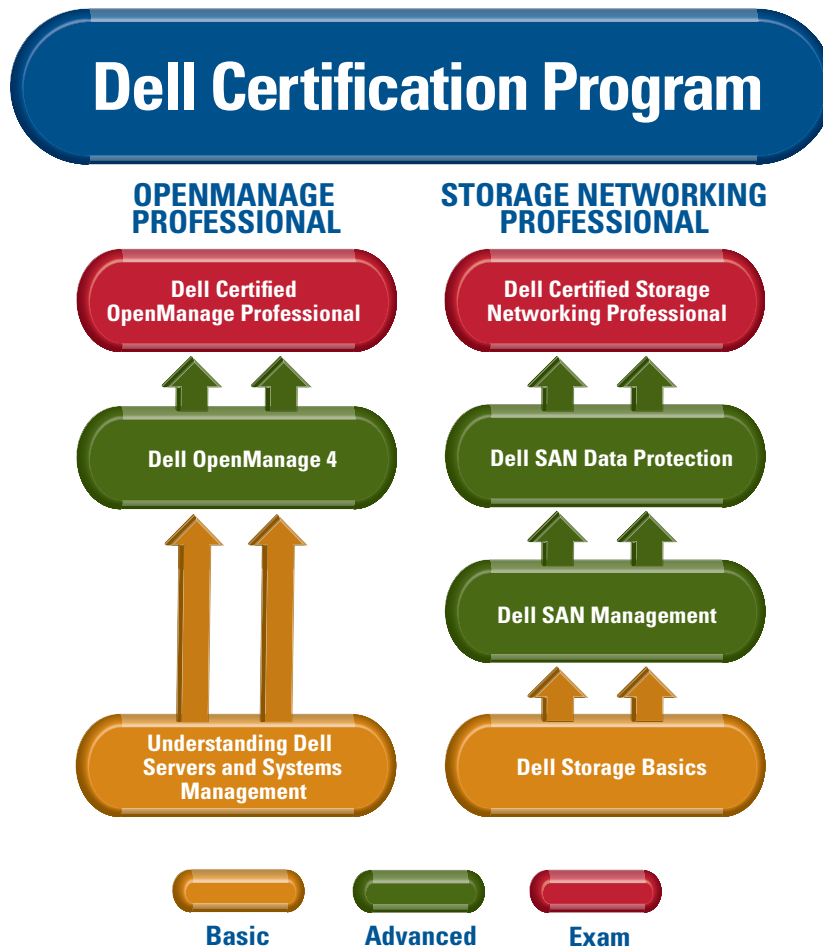 Dell Certification Program
OPENMANAGE
PROFESSIONAL
Dell Certified
OpenManage Professional
Dell OpenManage 4
Understanding Dell
Servers and Systems
Management
STORAGE NETWORKING
PROFESSIONAL
Dell Certified Storage
Networking Professional
Dell SAN Data Protection
Dell SAN Management
Dell Storage Basics
Basic
Advanced
Exam